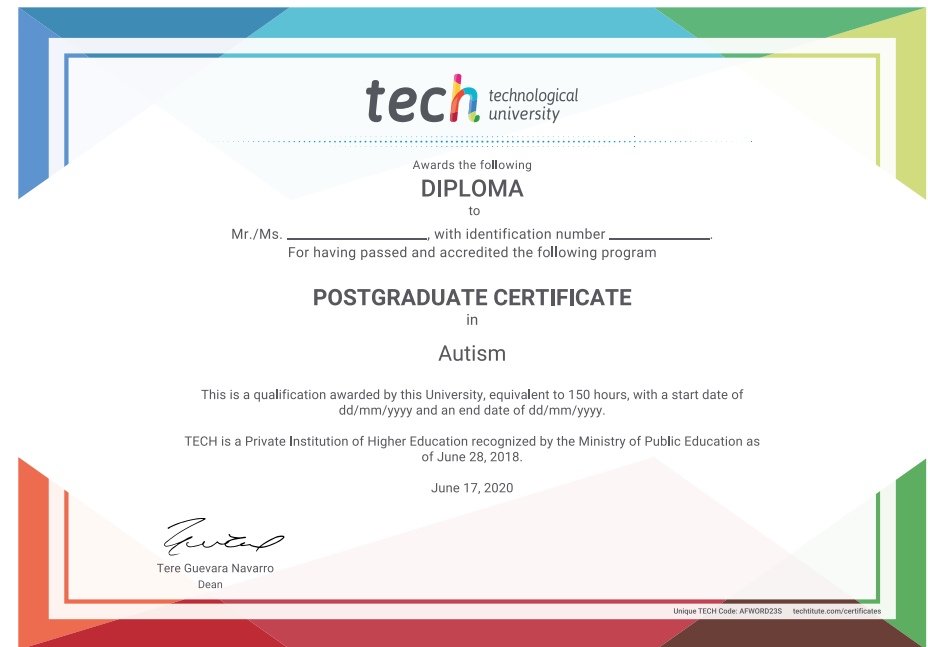 tech technological
university
Awards the following
DIPLOMA
to
Mr./Ms. ____________________, with identification number ______________.
For having passed and accredited the following program
POSTGRADUATE CERTIFICATE
in
Autism
This is a qualification awarded by this University, equivalent to 150 hours, with a start date of
dd/mm/yyyy and an end date of dd/mm/yyyy.
TECH is a Private Institution of Higher Education recognized by the Ministry of Public Education as
of June 28, 2018.
June 17, 2020
Tere Guevara Navarro
Dean
Unique TECH Code: AFWORD23S techtitute.com/certificates